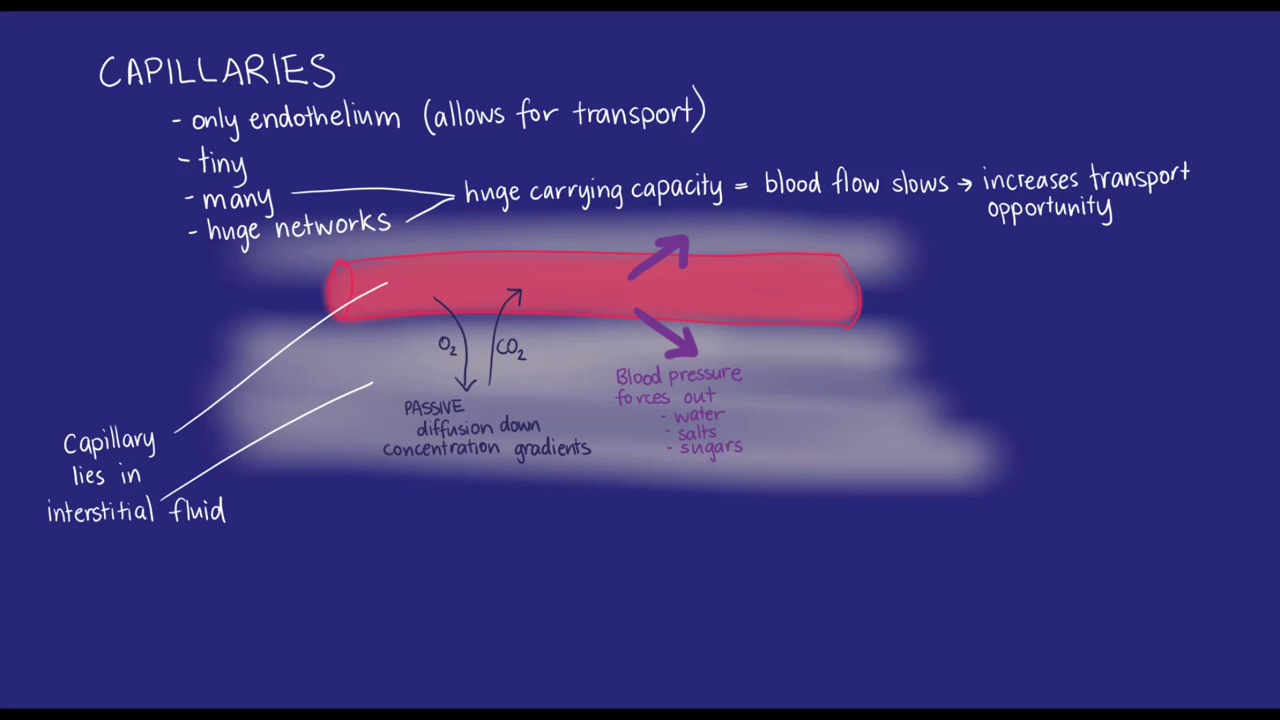 CAPILLARIES
- only endothelium (allows for transport)
- tiny
- many
- huge networks
huge carrying capacity = blood flow slows → increases transport
opportunity
O₂
CO₂
PASSIVE
diffusion down
concentration gradients
Blood pressure
forces out
- water
- salts
- sugars
Capillary
lies in
interstitial fluid